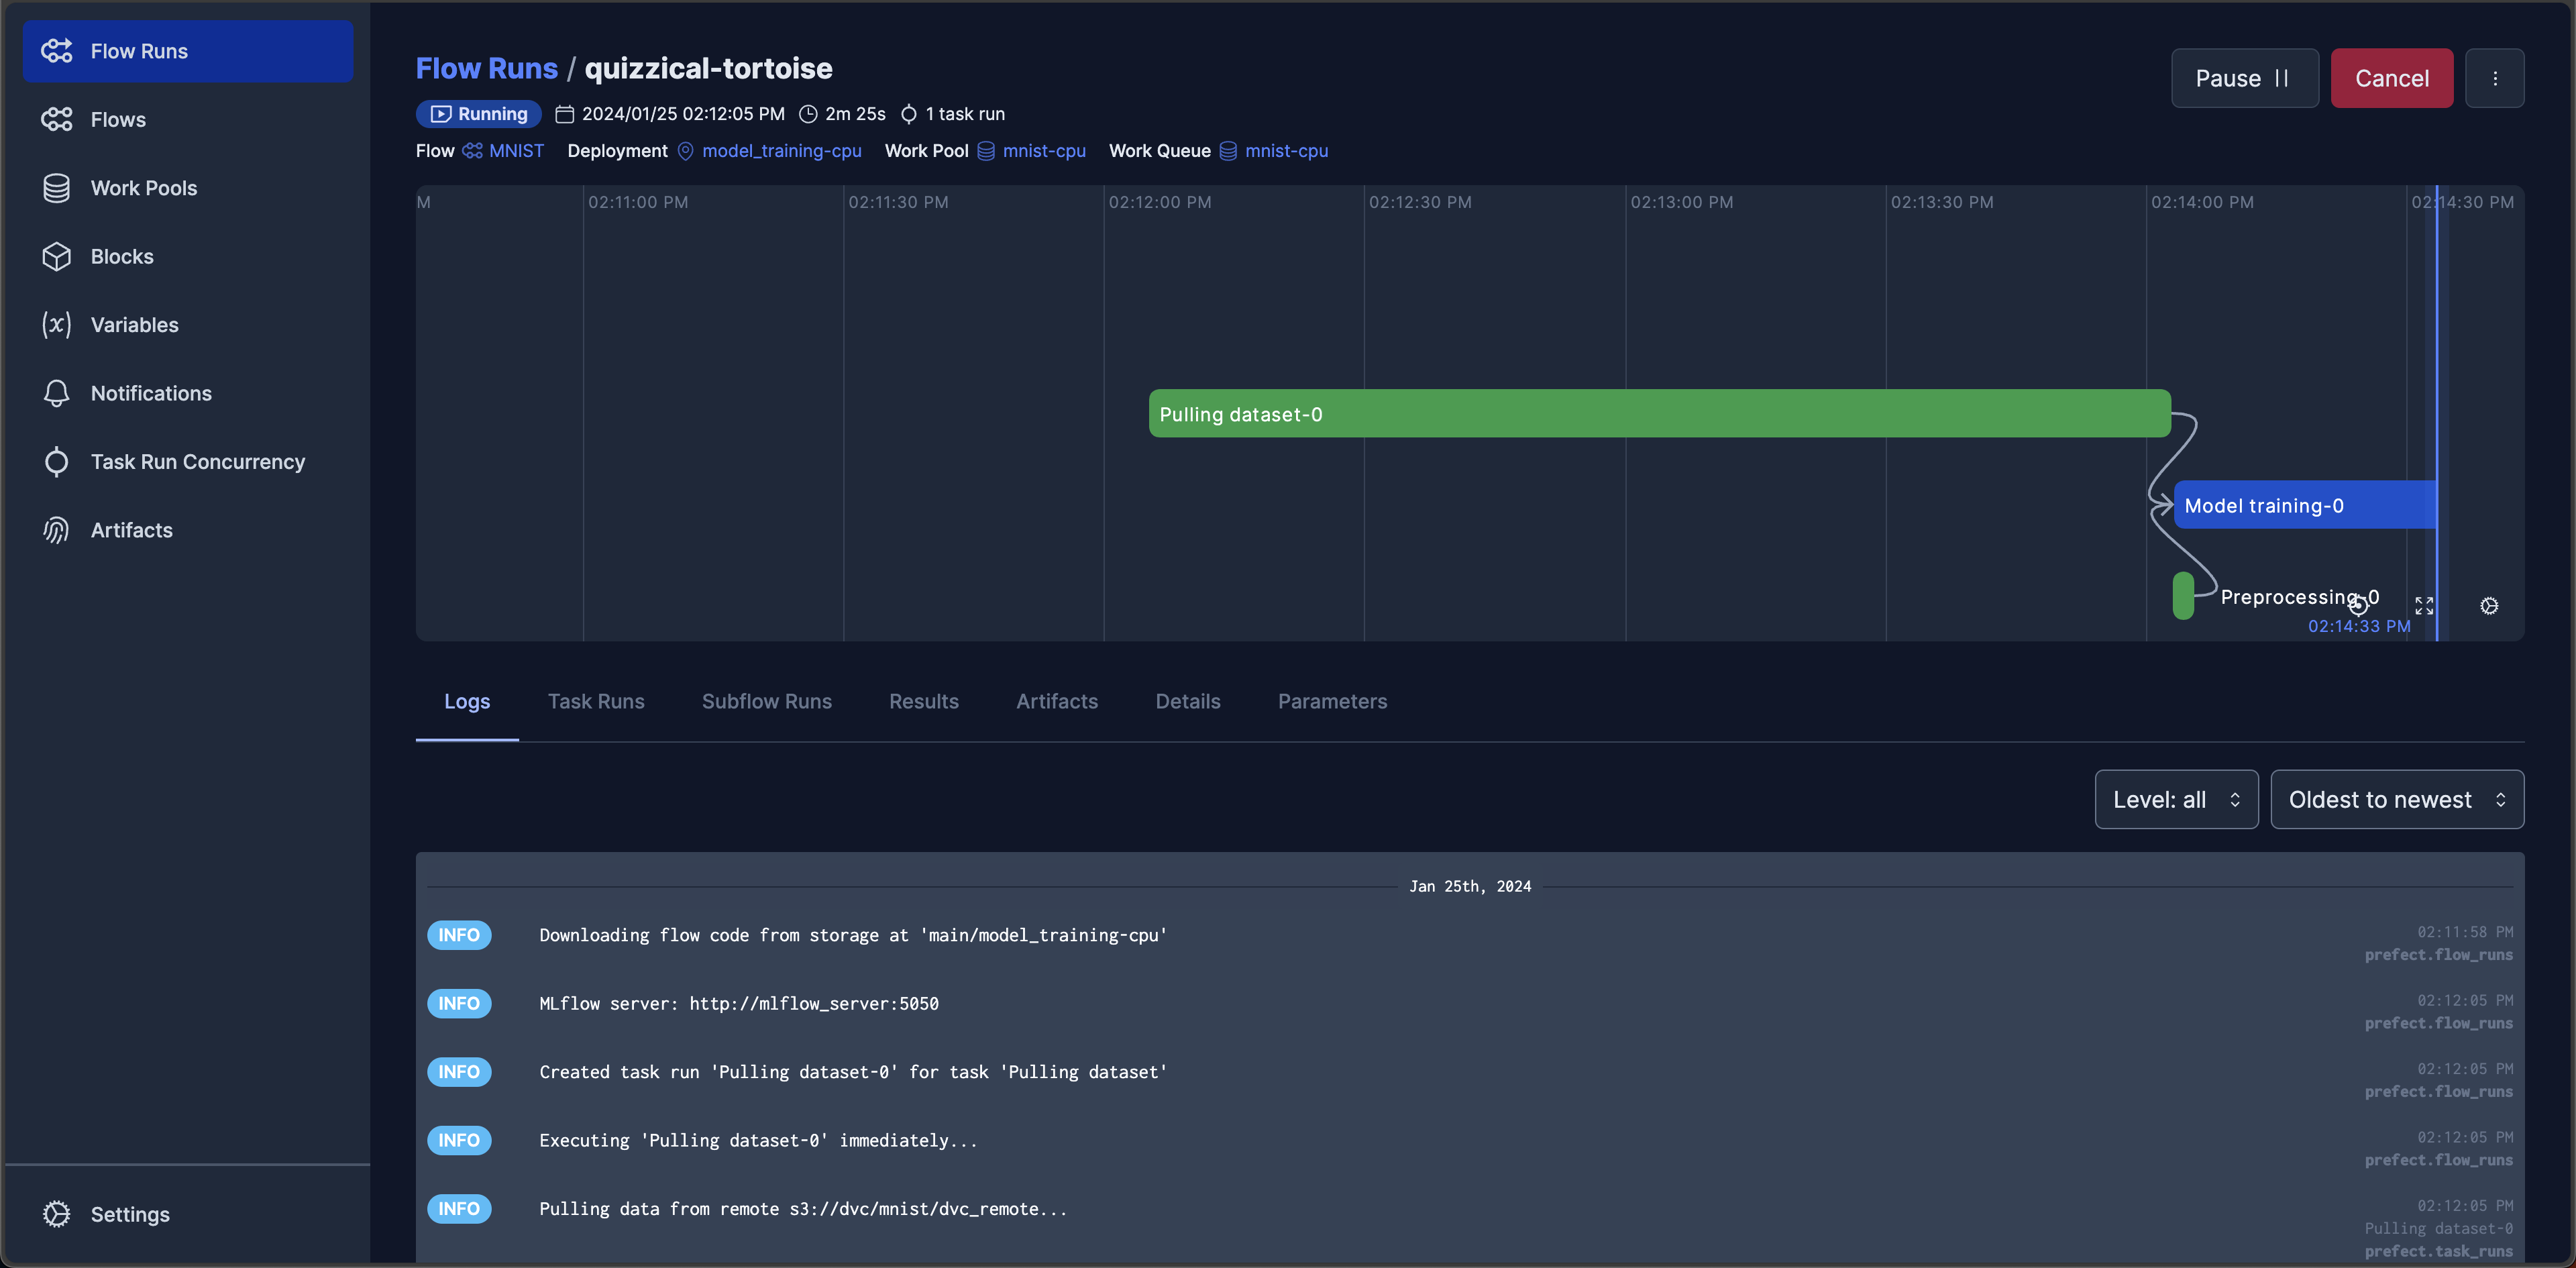 Flow Runs
Flows
Work Pools
Blocks
Variables
Notifications
Task Run Concurrency
Artifacts
Settings
Flow Runs / quizzical-tortoise
Pause
Cancel
Running 2024/01/25 02:12:05 PM 2m 25s 1 task run
Flow MNIST Deployment model_training-cpu Work Pool mnist-cpu Work Queue mnist-cpu
M 02:11:00 PM 02:11:30 PM 02:12:00 PM 02:12:30 PM 02:13:00 PM 02:13:30 PM 02:14:00 PM 02:14:30 PM
Pulling dataset-0
Model training-0
Preprocessing-0
02:14:33 PM
Logs Task Runs Subflow Runs Results Artifacts Details Parameters
Level: all Oldest to newest
Jan 25th, 2024
INFO Downloading flow code from storage at 'main/model_training-cpu' 02:11:58 PM
prefect.flow_runs
INFO MLflow server: http://mlflow_server:5050 02:12:05 PM
prefect.flow_runs
INFO Created task run 'Pulling dataset-0' for task 'Pulling dataset' 02:12:05 PM
prefect.flow_runs
INFO Executing 'Pulling dataset-0' immediately... 02:12:05 PM
prefect.flow_runs
INFO Pulling data from remote s3://dvc/mnist/dvc_remote... 02:12:05 PM
Pulling dataset-0
prefect.task_runs